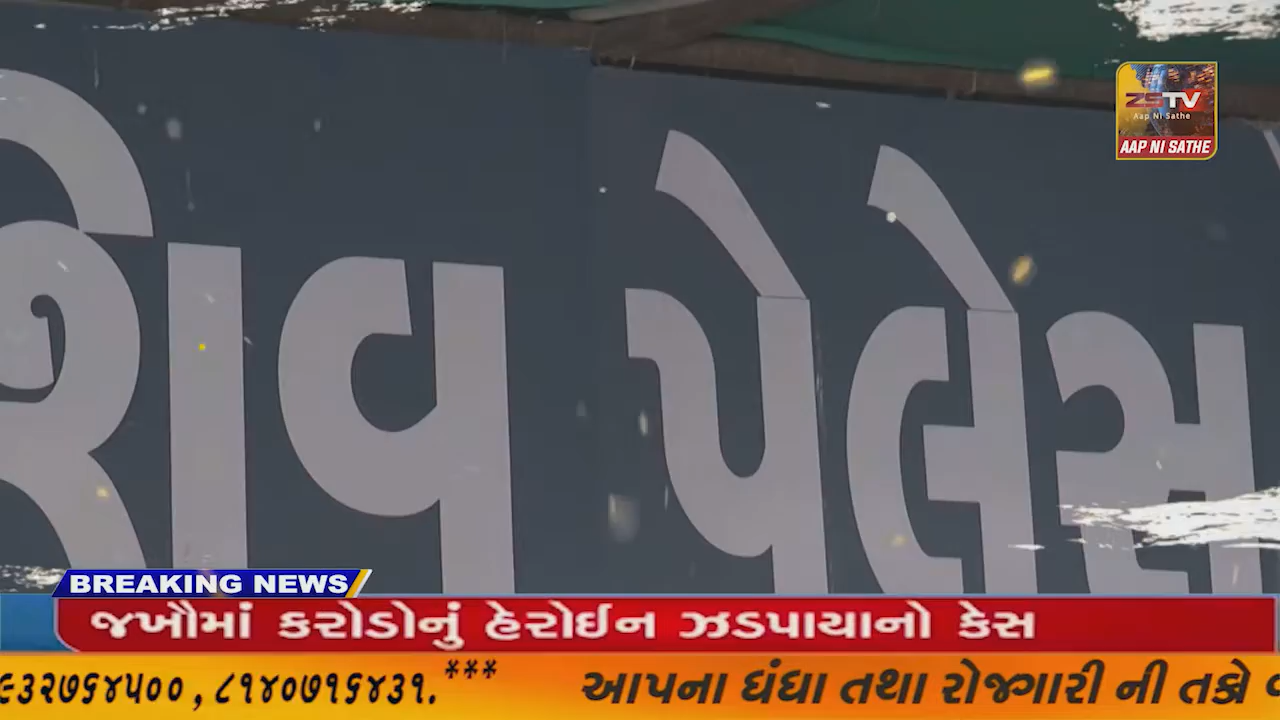 ZSTV
Aap Ni Sathe
AAP NI SATHE
શિવ પેલેસ
BREAKING NEWS
જખૌમાં કરોડોનું હેરોઈન ઝડપાયાનો કેસ
૯૩૨૭૬૪૫૦૦ , ૮૧૪૦૭૧૬૪૩૧.*** આપના ધંધા તથા રોજગારી ની તકો